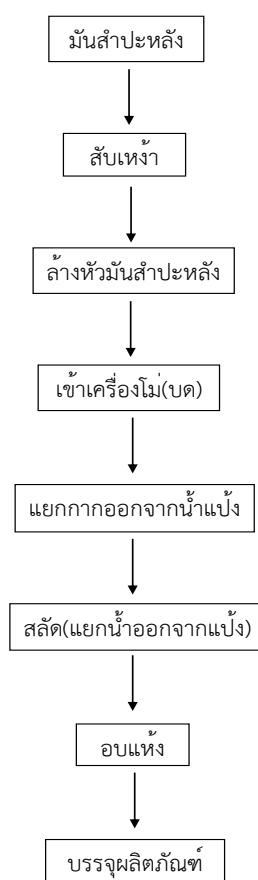 มันสำปะหลัง
สับเหง้า
ล้างหัวมันสำปะหลัง
เข้าเครื่องโม่(บด)
แยกกากออกจากน้ำแป้ง
สลัด(แยกน้ำออกจากแป้ง)
อบแห้ง
บรรจุผลิตภัณฑ์